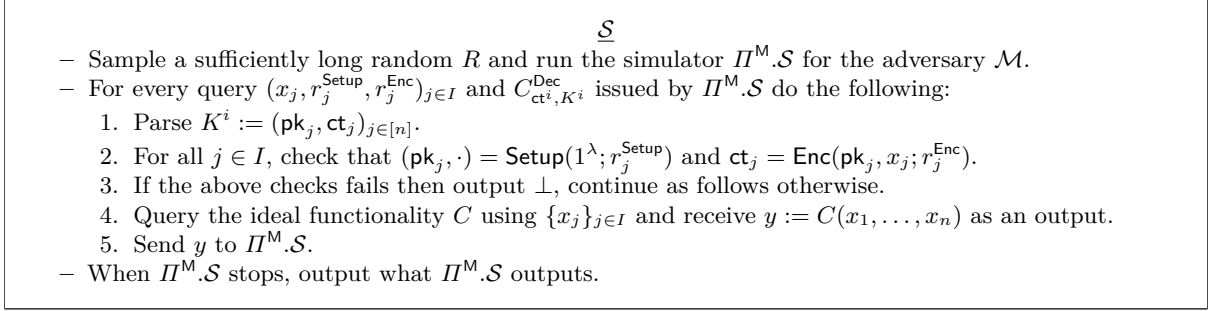 S
– Sample a sufficiently long random R and run the simulator Π^M.S for the adversary M.
– For every query (x_j, r_j^Setup, r_j^Enc)_{j∈I} and C^Dec_{ct^i,K^i} issued by Π^M.S do the following:
1. Parse K^i := (pk_j, ct_j)_{j∈[n]}.
2. For all j ∈ I, check that (pk_j, ·) = Setup(1^λ; r_j^Setup) and ct_j = Enc(pk_j, x_j; r_j^Enc).
3. If the above checks fails then output ⊥, continue as follows otherwise.
4. Query the ideal functionality C using {x_j}_{j∈I} and receive y := C(x_1, . . . , x_n) as an output.
5. Send y to Π^M.S.
– When Π^M.S stops, output what Π^M.S outputs.